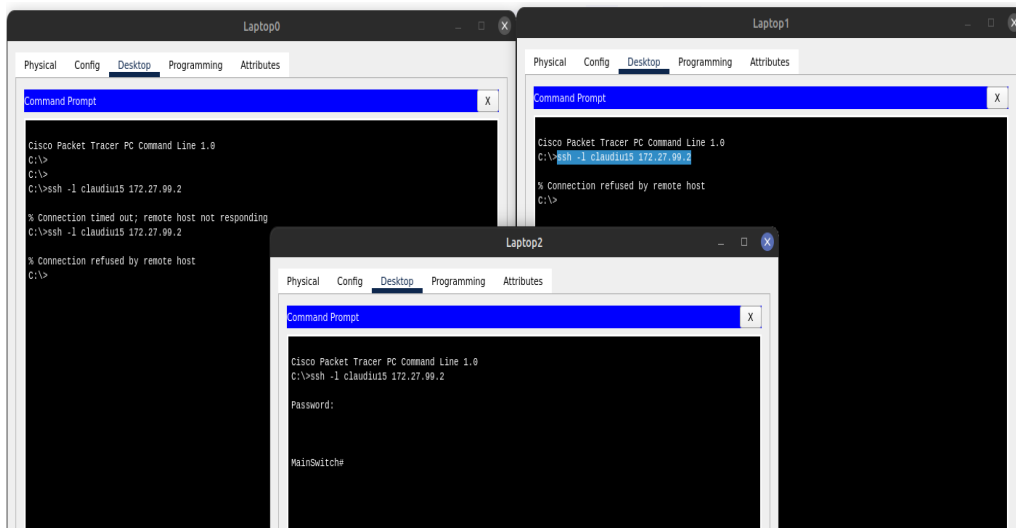 Laptop0
Physical Config Desktop Programming Attributes
Command Prompt X
Cisco Packet Tracer PC Command Line 1.0
C:\>
C:\>
C:\>ssh -l claudiu15 172.27.99.2
% Connection timed out; remote host not responding
C:\>ssh -l claudiu15 172.27.99.2
% Connection refused by remote host
C:\>
Laptop1
Physical Config Desktop Programming Attributes
Command Prompt X
Cisco Packet Tracer PC Command Line 1.0
C:\>ssh -l claudiu15 172.27.99.2
% Connection refused by remote host
C:\>
Laptop2
Physical Config Desktop Programming Attributes
Command Prompt X
Cisco Packet Tracer PC Command Line 1.0
C:\>ssh -l claudiu15 172.27.99.2
Password:
MainSwitch#